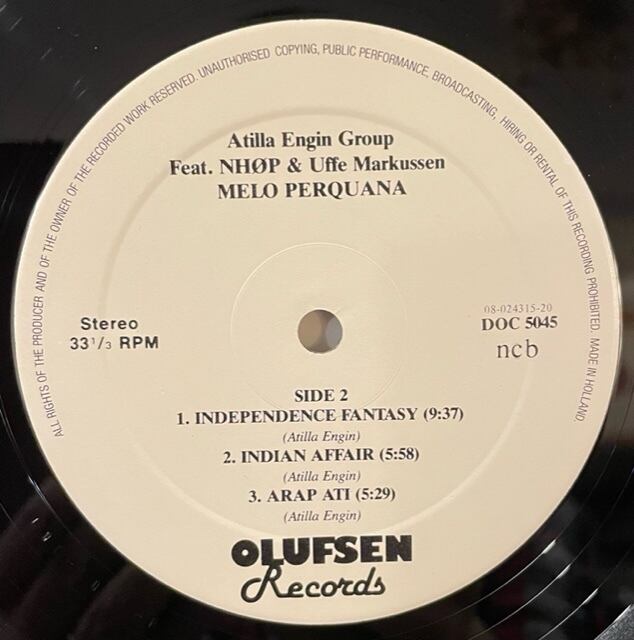 ALL RIGHTS OF THE PRODUCER AND OF THE OWNER OF THE RECORDED WORK RESERVED. UNAUTHORISED COPYING, PUBLIC PERFORMANCE, BROADCASTING, HIRING OR RENTAL OF THIS RECORDING PROHIBITED. MADE IN HOLLAND.
Atilla Engin Group
Feat. NHØP & Uffe Markussen
MELO PERQUANA
Stereo
33 1/3 RPM
08-024315-20
DOC 5045
ncb
SIDE 2
1. INDEPENDENCE FANTASY (9:37)
(Atilla Engin)
2. INDIAN AFFAIR (5:58)
(Atilla Engin)
3. ARAP ATI (5:29)
(Atilla Engin)
OLUFSEN
Records